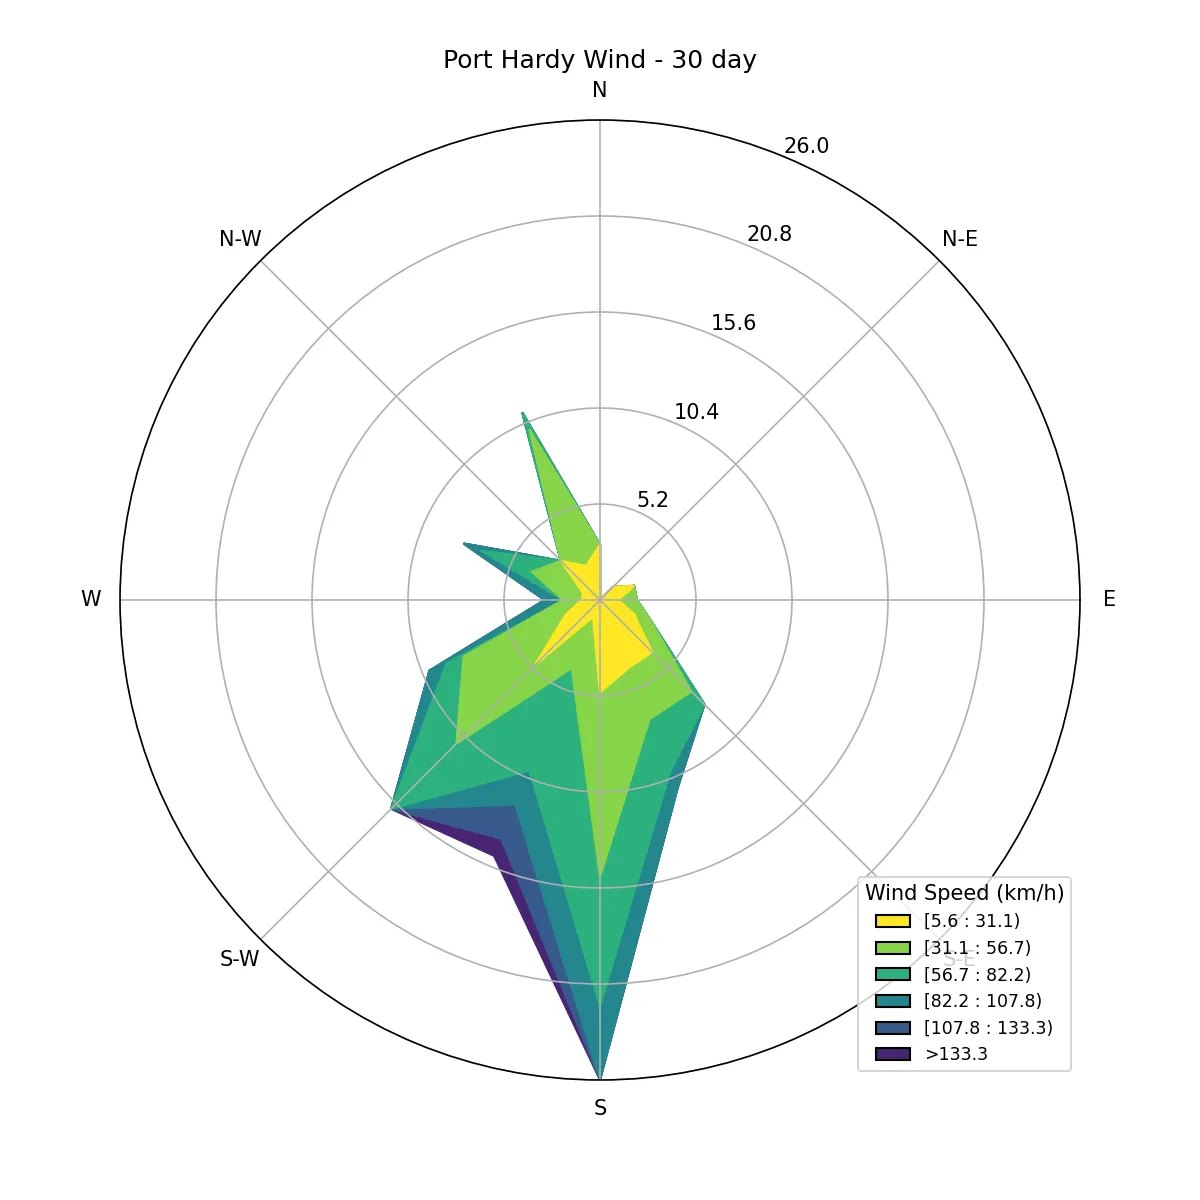 Port Hardy Wind - 30 day
N
26.0
N-W
20.8
N-E
15.6
10.4
5.2
W
E
S-W
S-E
S
Wind Speed (km/h)
[5.6 : 31.1)
[31.1 : 56.7)
[56.7 : 82.2)
[82.2 : 107.8)
[107.8 : 133.3)
>133.3